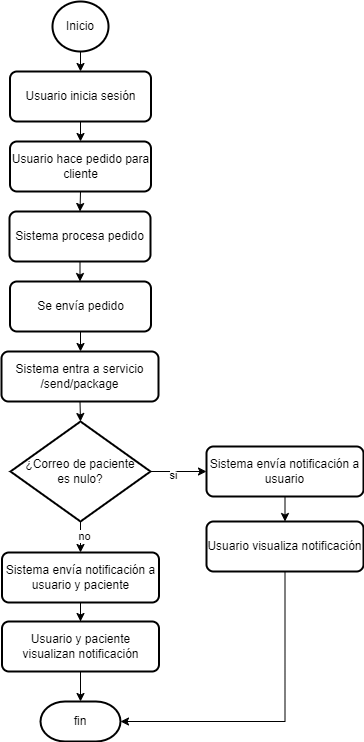 Inicio
Usuario inicia sesión
Usuario hace pedido para
cliente
Sistema procesa pedido
Se envía pedido
Sistema entra a servicio
/send/package
¿Correo de paciente
es nulo?
si
Sistema envía notificación a
usuario
Usuario visualiza notificación
no
Sistema envía notificación a
usuario y paciente
Usuario y paciente
visualizan notificación
fin